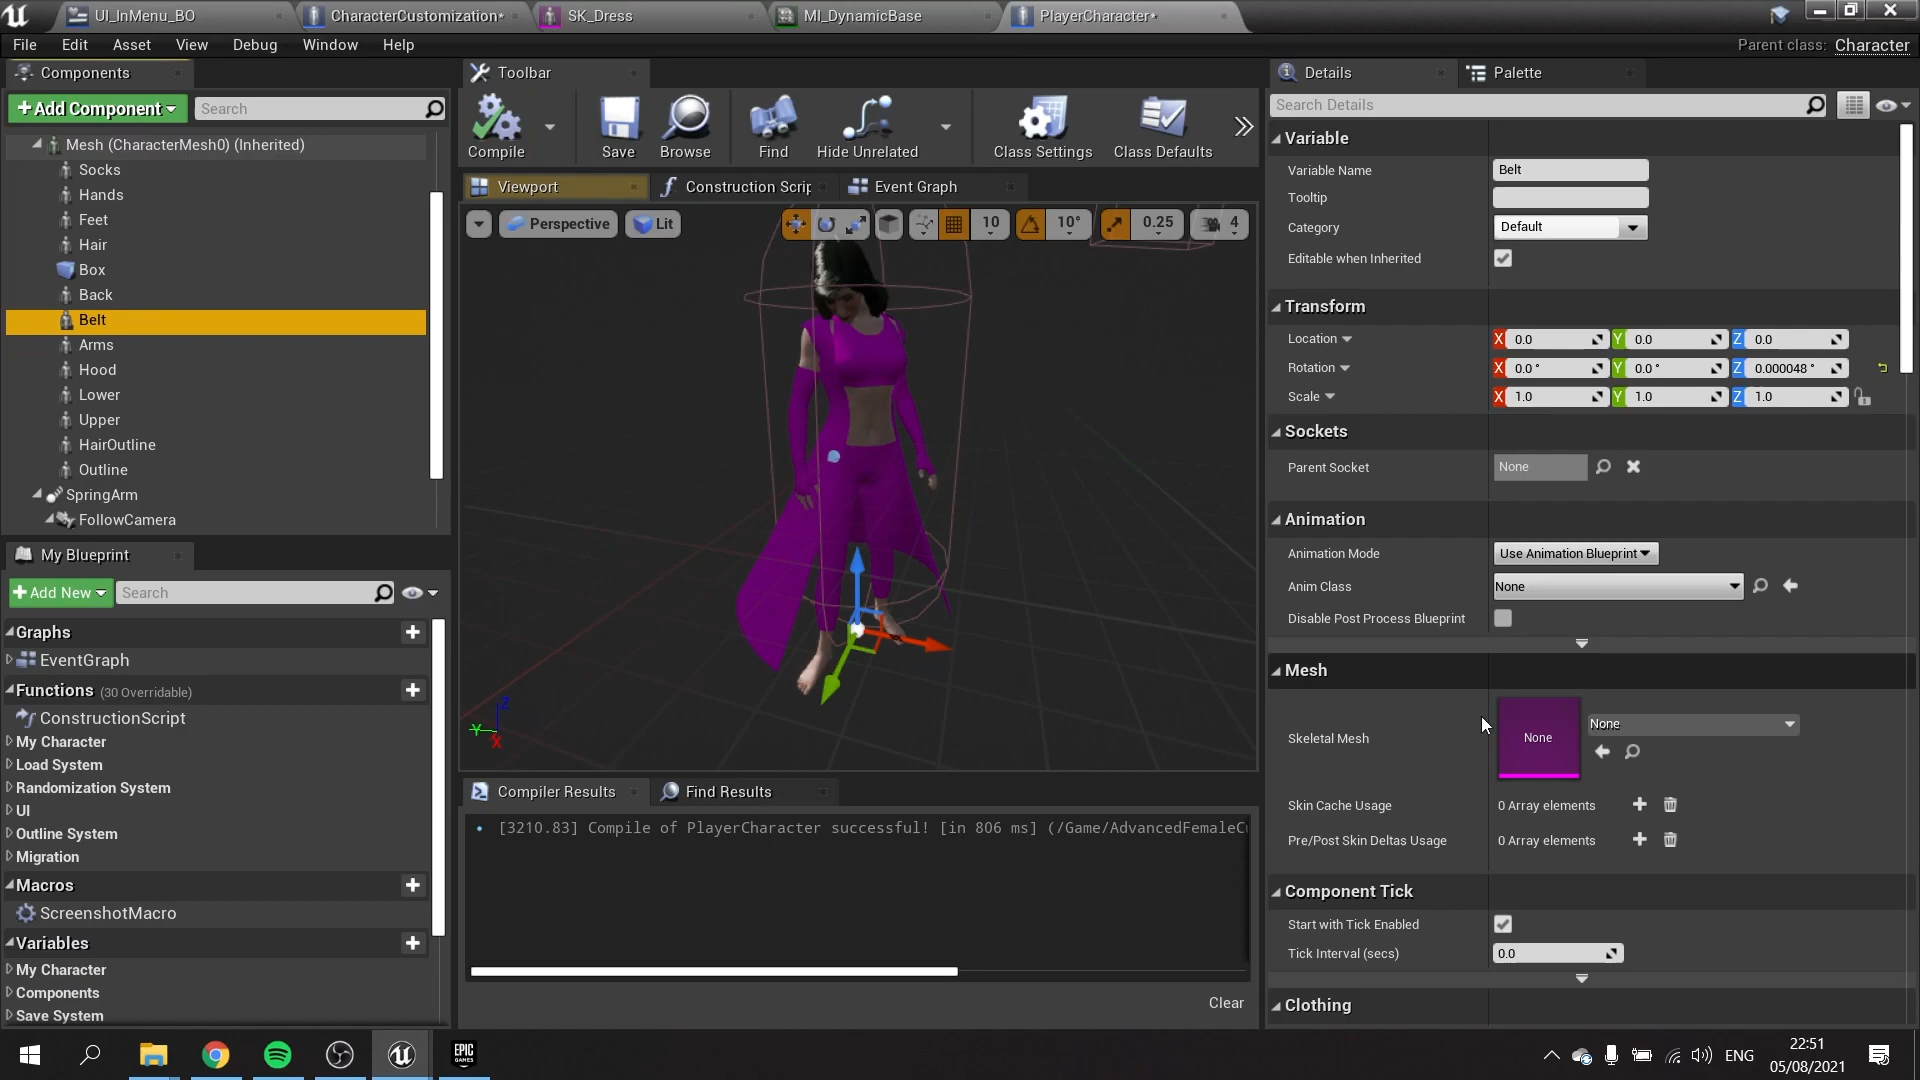 UI_InMenu_BO
CharacterCustomization*
SK_Dress
MI_DynamicBase
PlayerCharacter*
File Edit Asset View Debug Window Help
Parent class: Character
Components
+Add Component
Search
Mesh (CharacterMesh0) (Inherited)
Socks
Hands
Feet
Hair
Box
Back
Belt
Arms
Hood
Lower
Upper
HairOutline
Outline
SpringArm
FollowCamera
My Blueprint
+Add New
Search
Graphs
EventGraph
Functions (30 Overridable)
ConstructionScript
My Character
Load System
Randomization System
UI
Outline System
Migration
Macros
ScreenshotMacro
Variables
My Character
Components
Save System
Toolbar
Compile
Save
Browse
Find
Hide Unrelated
Class Settings
Class Defaults
Viewport
Construction Scrip
Event Graph
Perspective
Lit
10
10°
0.25
4
Z
Y
X
Compiler Results
Find Results
[3210.83] Compile of PlayerCharacter successful! [in 806 ms] (/Game/AdvancedFemaleC
Clear
Details
Palette
Search Details
Variable
Variable Name Belt
Tooltip
Category Default
Editable when Inherited
Transform
Location X 0.0 Y 0.0 Z 0.0
Rotation X 0.0 ° Y 0.0 ° Z 0.000048 °
Scale X 1.0 Y 1.0 Z 1.0
Sockets
Parent Socket None
Animation
Animation Mode Use Animation Blueprint
Anim Class None
Disable Post Process Blueprint
Mesh
Skeletal Mesh None None
Skin Cache Usage 0 Array elements
Pre/Post Skin Deltas Usage 0 Array elements
Component Tick
Start with Tick Enabled
Tick Interval (secs) 0.0
Clothing
EPIC
GAMES
ENG
22:51
05/08/2021